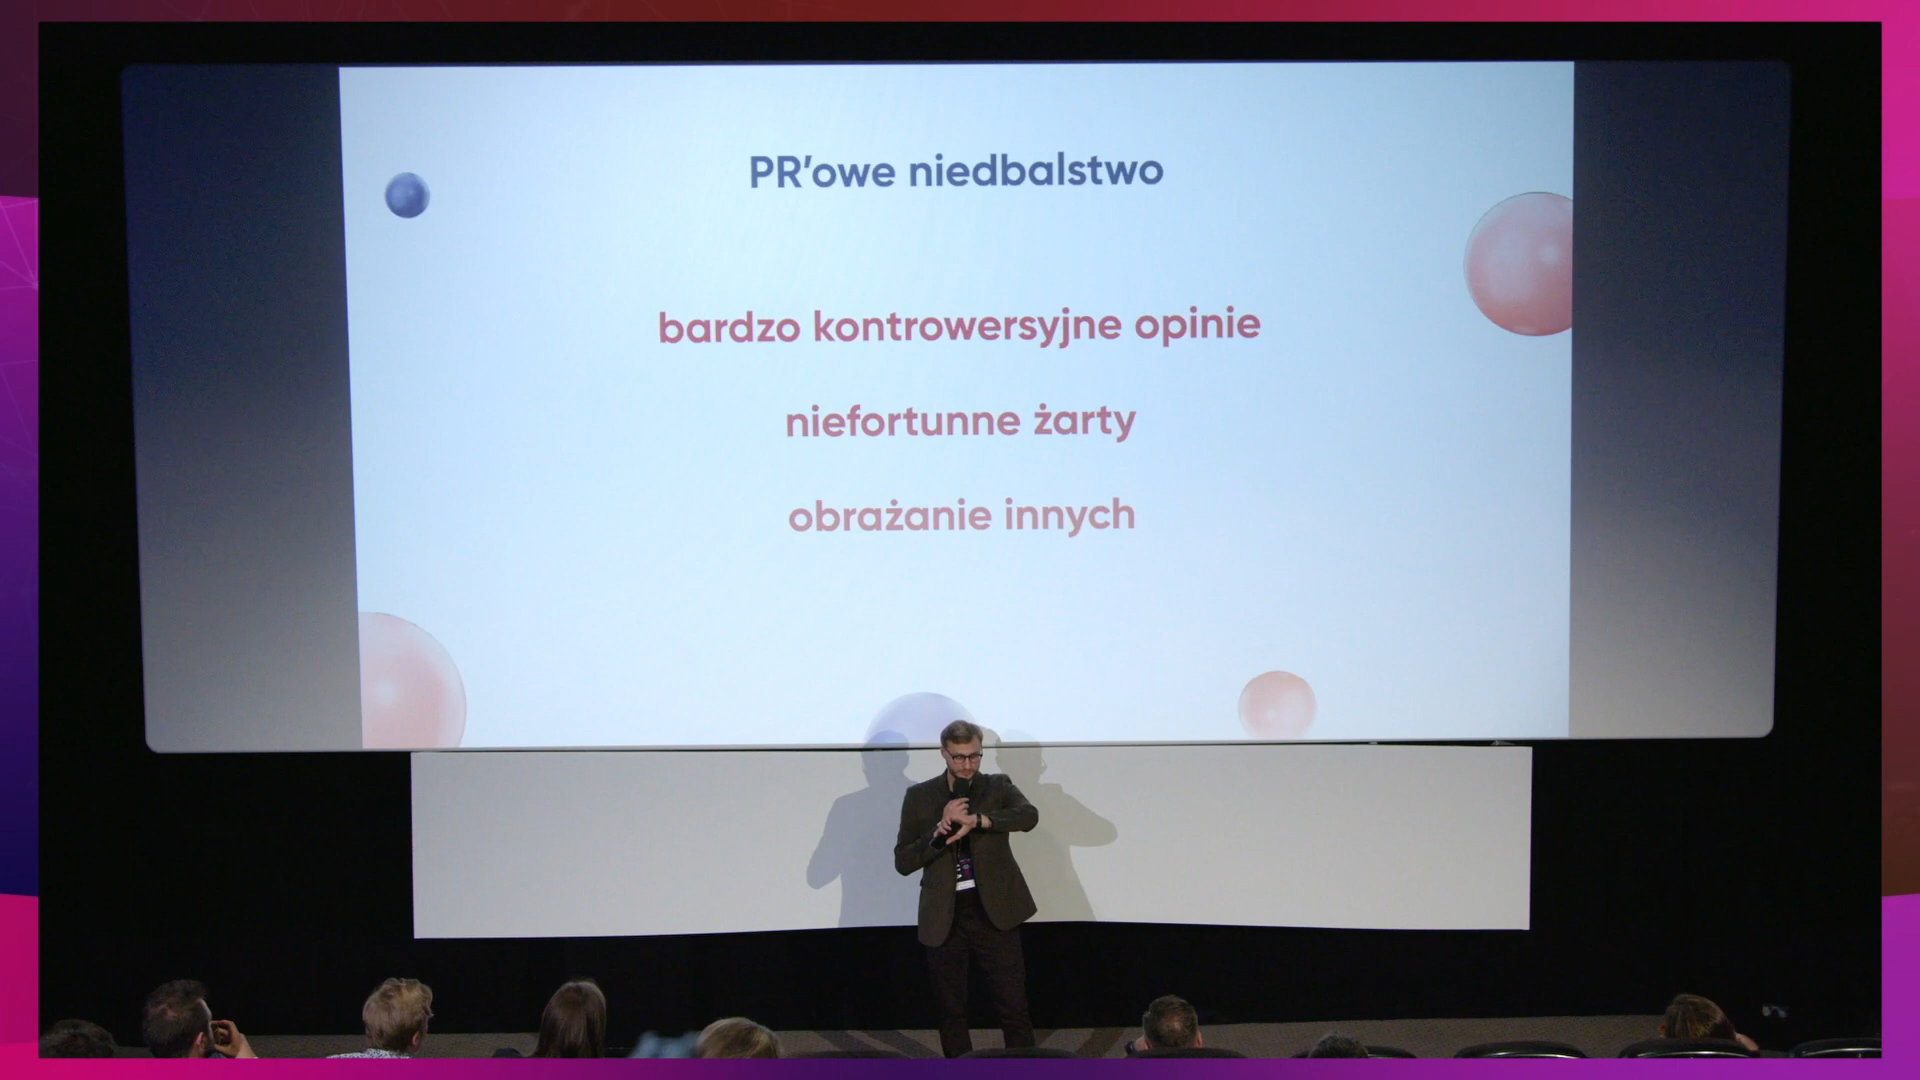 PR’owe niedbalstwo
bardzo kontrowersyjne opinie
niefortunne żarty
obrażanie innych